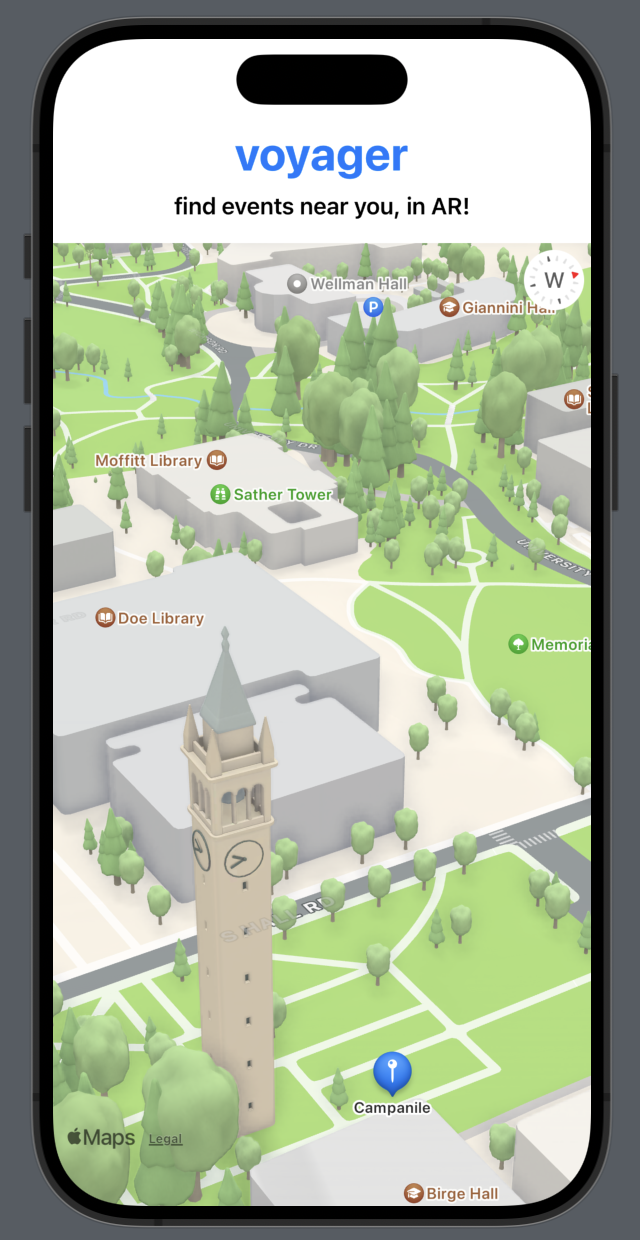 voyager
find events near you, in AR!
Wellman Hall
W
P
Giannini Hall
Moffitt Library
Sather Tower
UNIVERSITY
Doe Library
S HALL RD
Campanile
Maps
Legal
Birge Hall